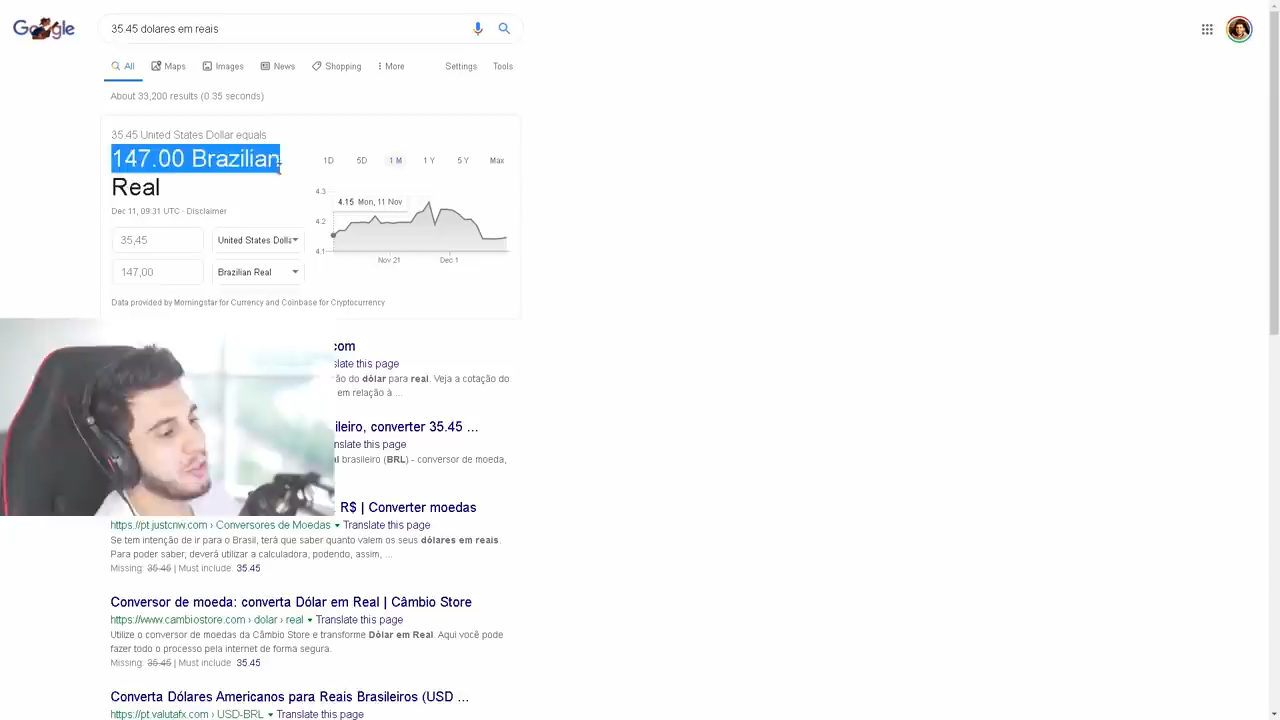 Google
35.45 dolares em reais
All Maps Images News Shopping More Settings Tools
About 33,200 results (0.35 seconds)
35.45 United States Dollar equals
147.00 Brazilian
Real
Dec 11, 09:31 UTC · Disclaimer
35,45 United States Dolla
147,00 Brazilian Real
1D 5D 1M 1Y 5Y Max
4.3
4.15 Mon, 11 Nov
4.2
4.1
Nov 21 Dec 1
Data provided by Morningstar for Currency and Coinbase for Cryptocurrency
.com
slate this page
ão do dólar para real. Veja a cotação do
em relação à ...
ileiro, converter 35.45 ...
nslate this page
l brasileiro (BRL) - conversor de moeda,
R$ | Converter moedas
https://pt.justcnw.com › Conversores de Moedas ▾ Translate this page
Se tem intenção de ir para o Brasil, terá que saber quanto valem os seus dólares em reais.
Para poder saber, deverá utilizar a calculadora, podendo, assim, ...
Missing: 35.45 | Must include: 35.45
Conversor de moeda: converta Dólar em Real | Câmbio Store
https://www.cambiostore.com › dolar › real ▾ Translate this page
Utilize o conversor de moedas da Câmbio Store e transforme Dólar em Real. Aqui você pode
fazer todo o processo pela internet de forma segura.
Missing: 35.45 | Must include: 35.45
Converta Dólares Americanos para Reais Brasileiros (USD ...
https://pt.valutafx.com › USD-BRL ▾ Translate this page